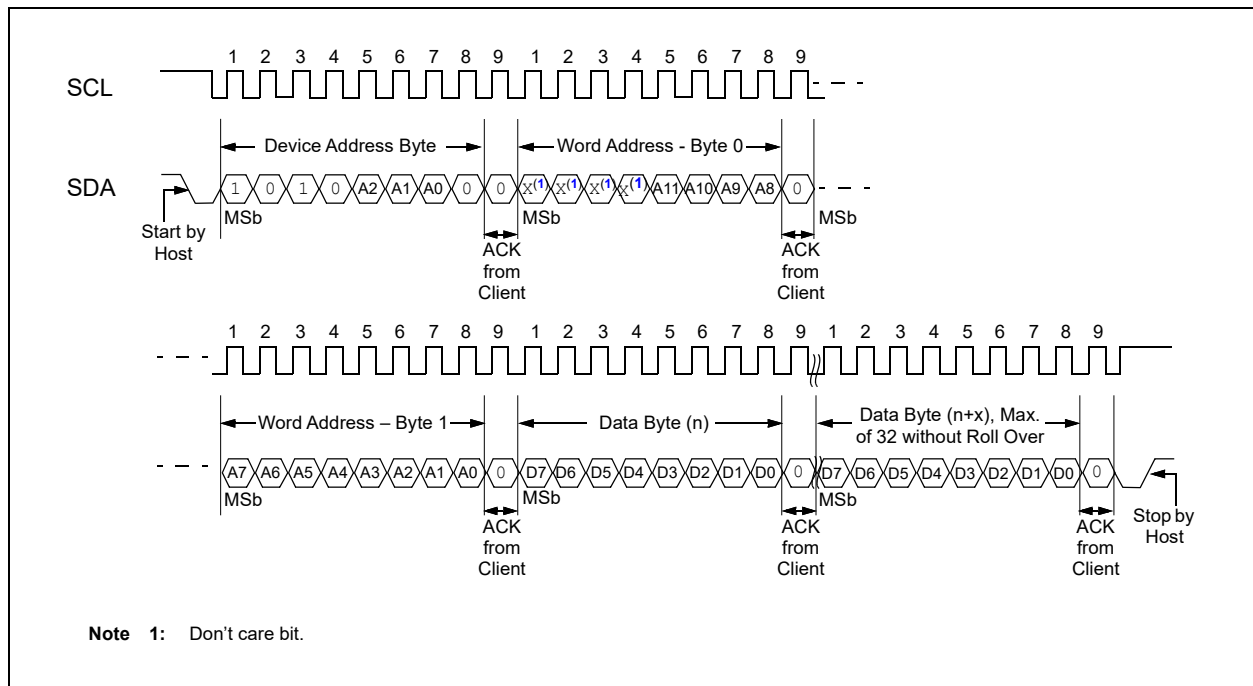 1 2 3 4 5 6 7 8 9 1 2 3 4 5 6 7 8 9
SCL
Device Address Byte Word Address - Byte 0
SDA 1 0 1 0 A2 A1 A0 0 0 X(1) X(1) X(1) X(1) A11 A10 A9 A8 0
MSb MSb MSb
Start by
Host
ACK
from
Client
ACK
from
Client
1 2 3 4 5 6 7 8 9 1 2 3 4 5 6 7 8 9 1 2 3 4 5 6 7 8 9
Word Address – Byte 1 Data Byte (n) Data Byte (n+x), Max.
of 32 without Roll Over
A7 A6 A5 A4 A3 A2 A1 A0 0 D7 D6 D5 D4 D3 D2 D1 D0 0 D7 D6 D5 D4 D3 D2 D1 D0 0
MSb MSb MSb
ACK
from
Client
ACK
from
Client
ACK
from
Client
Stop by
Host
Note 1: Don't care bit.